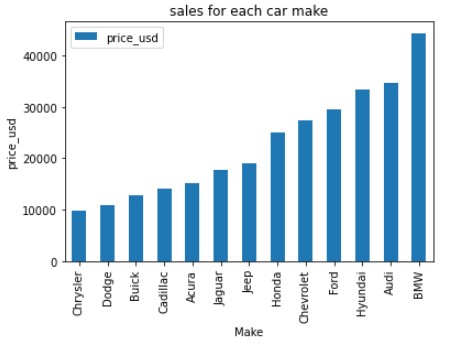 sales for each car make
price_usd
price_usd
40000
30000
20000
10000
0
Chrysler
Dodge
Buick
Cadillac
Acura
Jaguar
Jeep
Honda
Chevrolet
Ford
Hyundai
Audi
BMW
Make